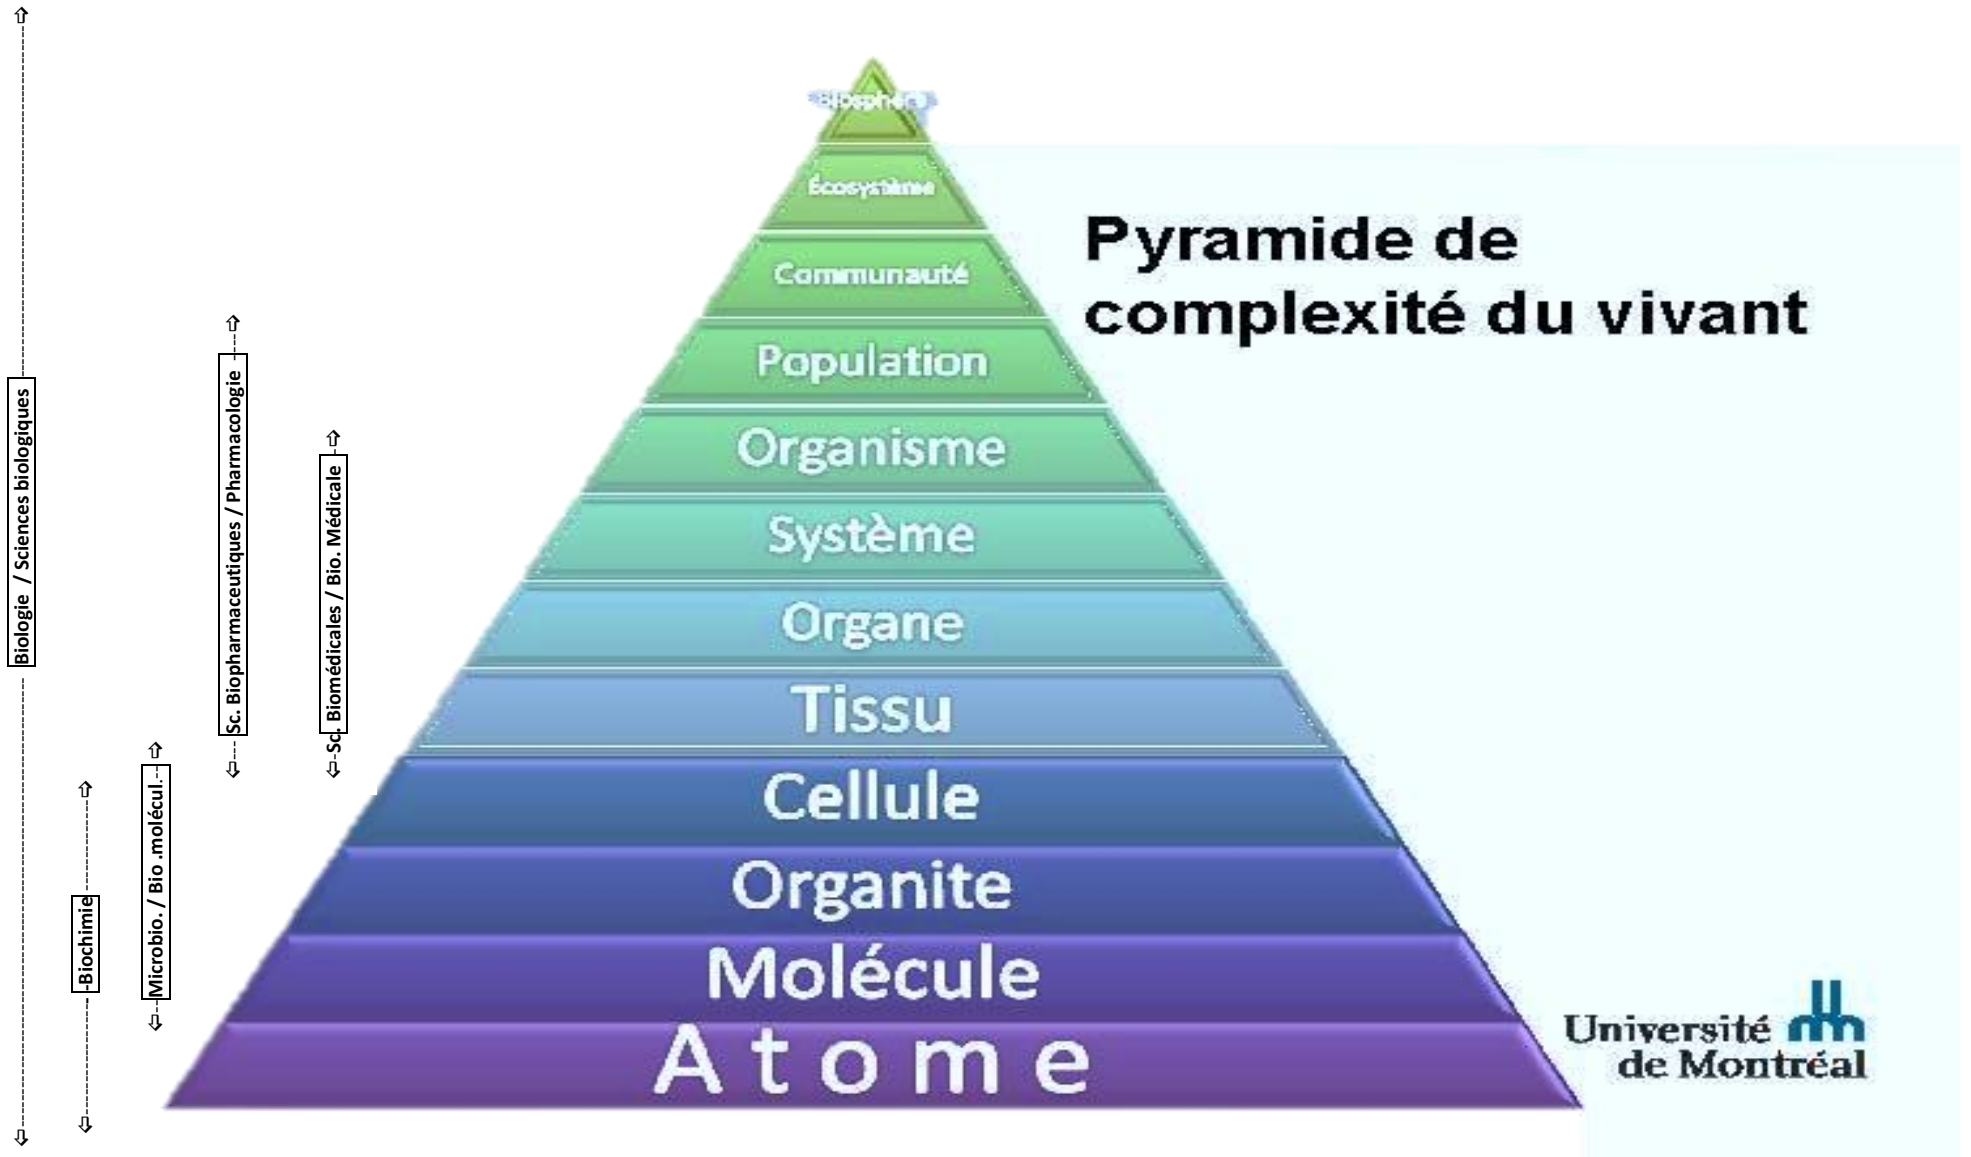 Biosphère
Écosystème
Communauté
Population
Organisme
Système
Organe
Tissu
Cellule
Organite
Molécule
Atome
Pyramide de
complexité du vivant
Biologie / Sciences biologiques
Biochimie
Microbio. / Bio .molécul.
Sc. Biopharmaceutiques / Pharmacologie
Sc. Biomédicales / Bio. Médicale
Université
de Montréal